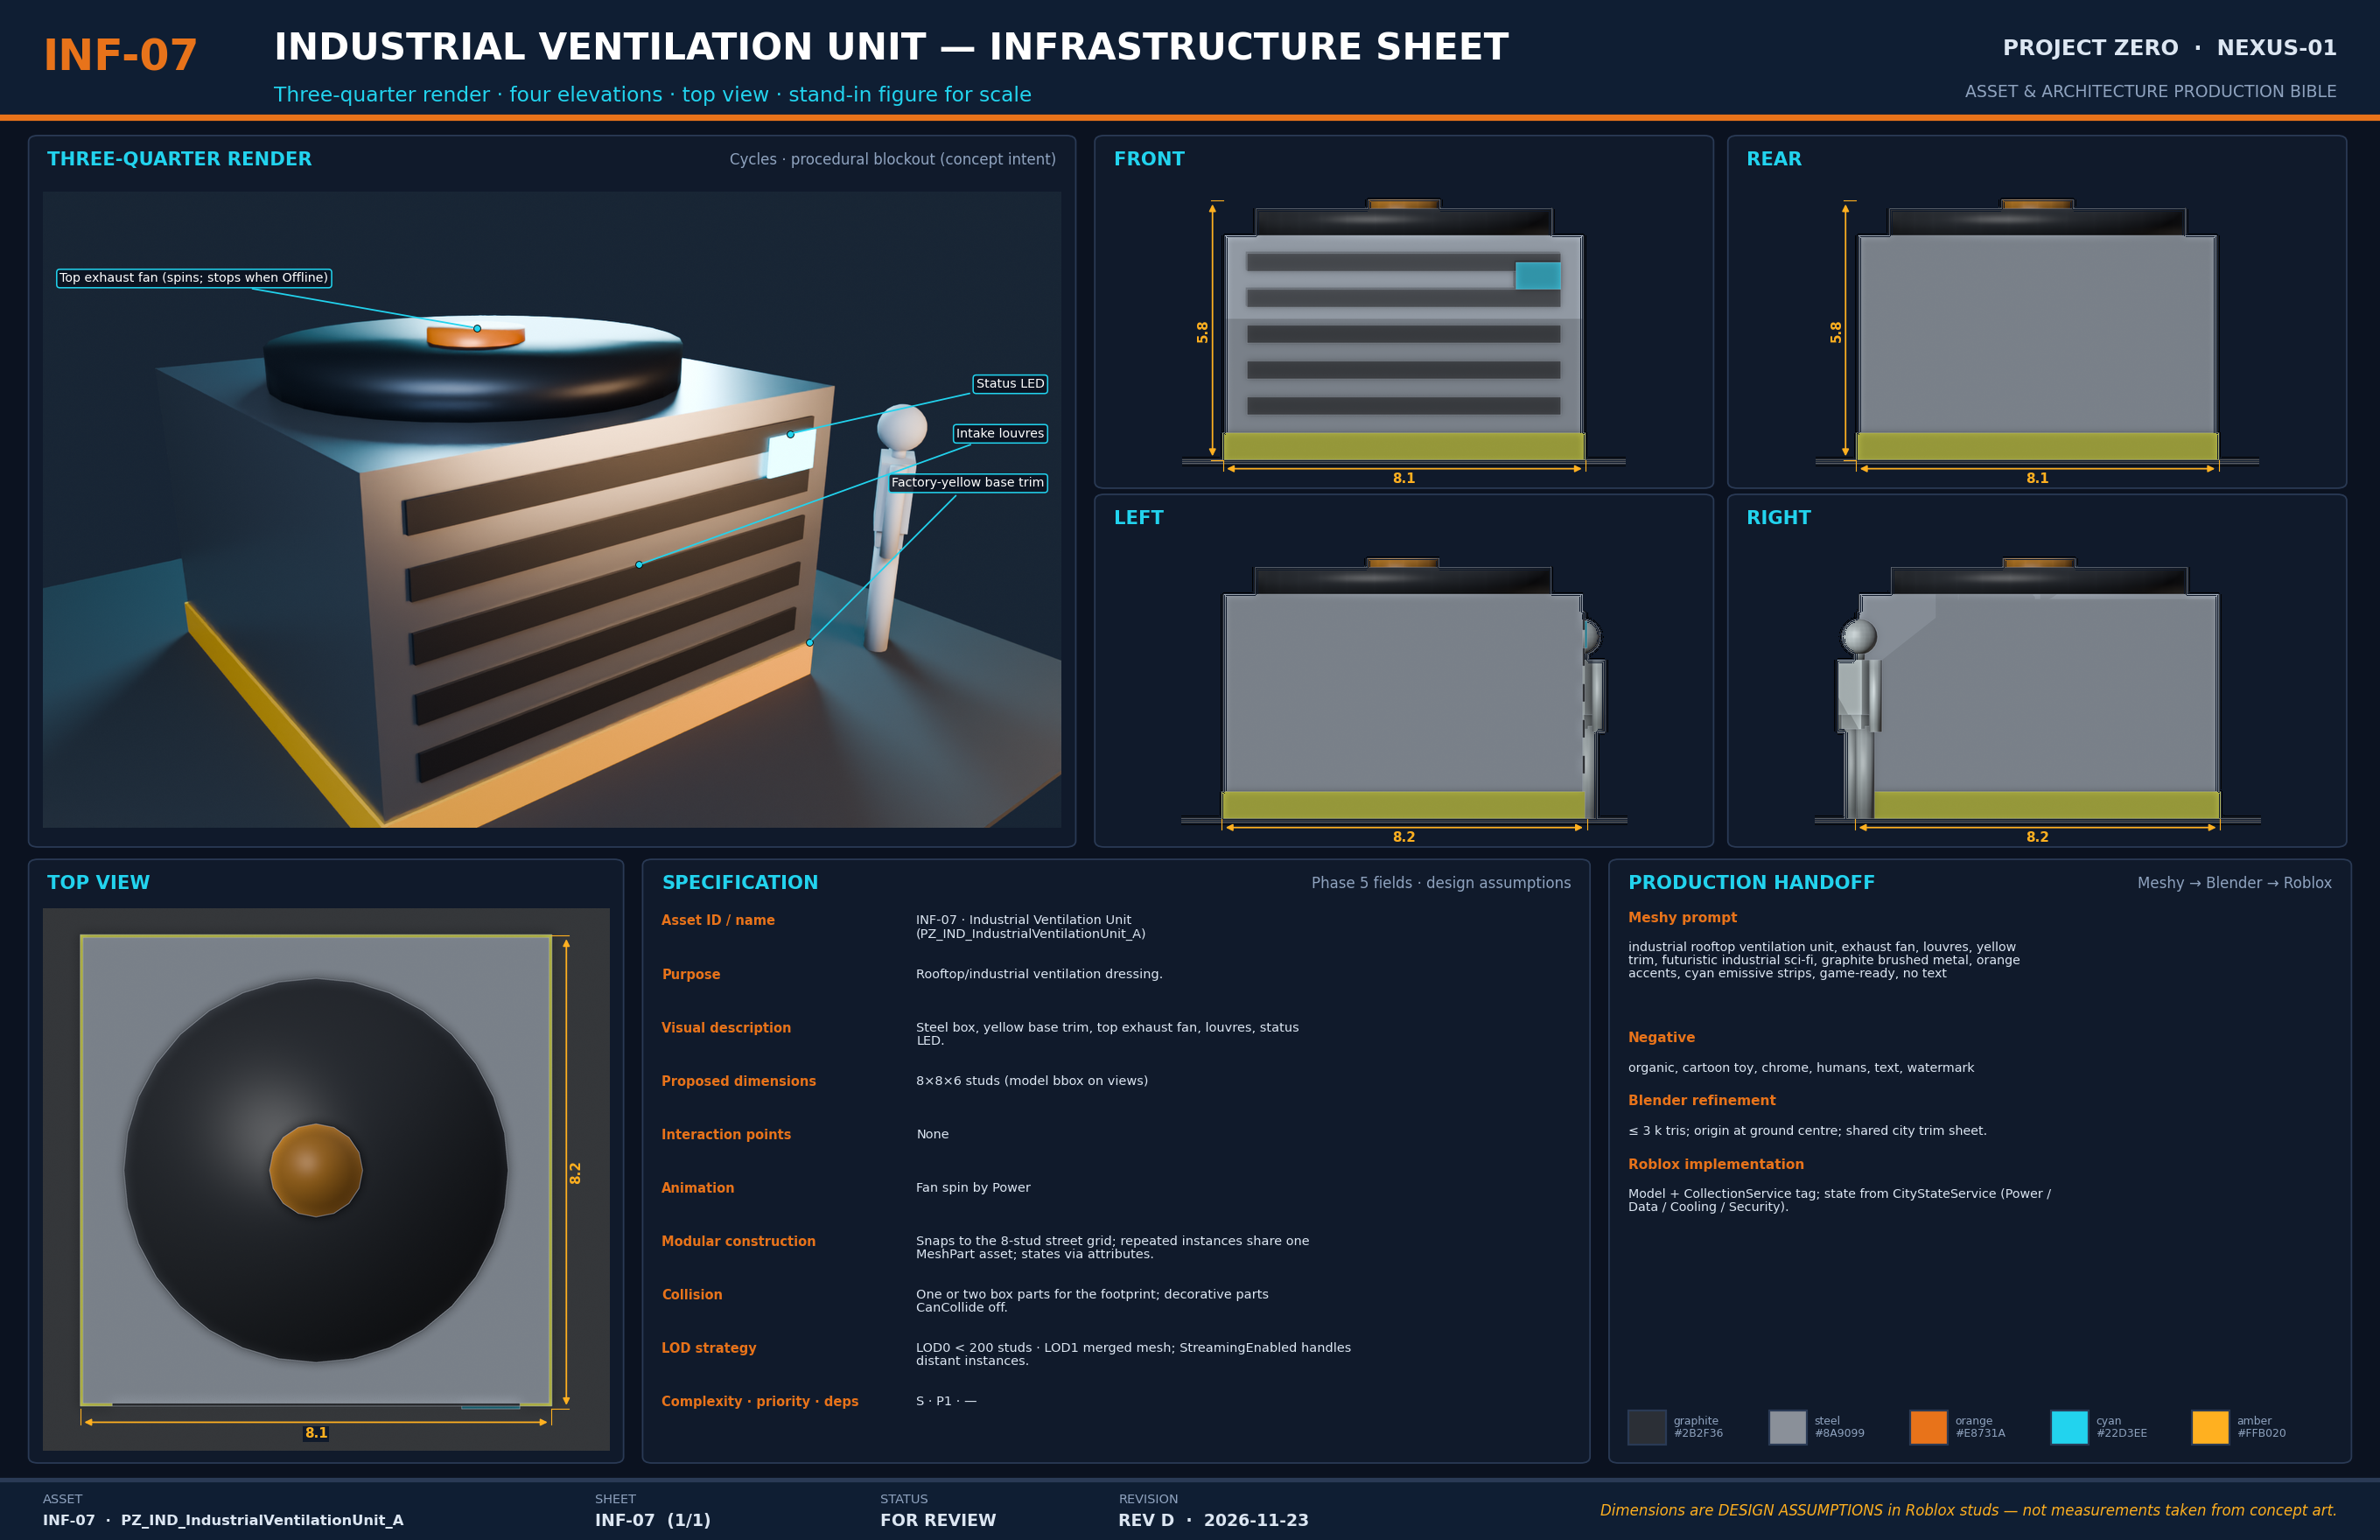 INF-07
INDUSTRIAL VENTILATION UNIT — INFRASTRUCTURE SHEET
Three-quarter render · four elevations · top view · stand-in figure for scale
PROJECT ZERO · NEXUS-01
ASSET & ARCHITECTURE PRODUCTION BIBLE
THREE-QUARTER RENDER
Cycles · procedural blockout (concept intent)
Top exhaust fan (spins; stops when Offline)
Status LED
Intake louvres
Factory-yellow base trim
FRONT
5.8
8.1
REAR
5.8
8.1
LEFT
8.2
RIGHT
8.2
TOP VIEW
8.2
8.1
SPECIFICATION
Phase 5 fields · design assumptions
Asset ID / name
INF-07 · Industrial Ventilation Unit
(PZ_IND_IndustrialVentilationUnit_A)
Purpose
Rooftop/industrial ventilation dressing.
Visual description
Steel box, yellow base trim, top exhaust fan, louvres, status
LED.
Proposed dimensions
8×8×6 studs (model bbox on views)
Interaction points
None
Animation
Fan spin by Power
Modular construction
Snaps to the 8-stud street grid; repeated instances share one
MeshPart asset; states via attributes.
Collision
One or two box parts for the footprint; decorative parts
CanCollide off.
LOD strategy
LOD0 < 200 studs · LOD1 merged mesh; StreamingEnabled handles
distant instances.
Complexity · priority · deps
S · P1 · —
PRODUCTION HANDOFF
Meshy → Blender → Roblox
Meshy prompt
industrial rooftop ventilation unit, exhaust fan, louvres, yellow
trim, futuristic industrial sci-fi, graphite brushed metal, orange
accents, cyan emissive strips, game-ready, no text
Negative
organic, cartoon toy, chrome, humans, text, watermark
Blender refinement
≤ 3 k tris; origin at ground centre; shared city trim sheet.
Roblox implementation
Model + CollectionService tag; state from CityStateService (Power /
Data / Cooling / Security).
graphite
#2B2F36
steel
#8A9099
orange
#E8731A
cyan
#22D3EE
amber
#FFB020
ASSET
INF-07 · PZ_IND_IndustrialVentilationUnit_A
SHEET
INF-07 (1/1)
STATUS
FOR REVIEW
REVISION
REV D · 2026-11-23
Dimensions are DESIGN ASSUMPTIONS in Roblox studs — not measurements taken from concept art.